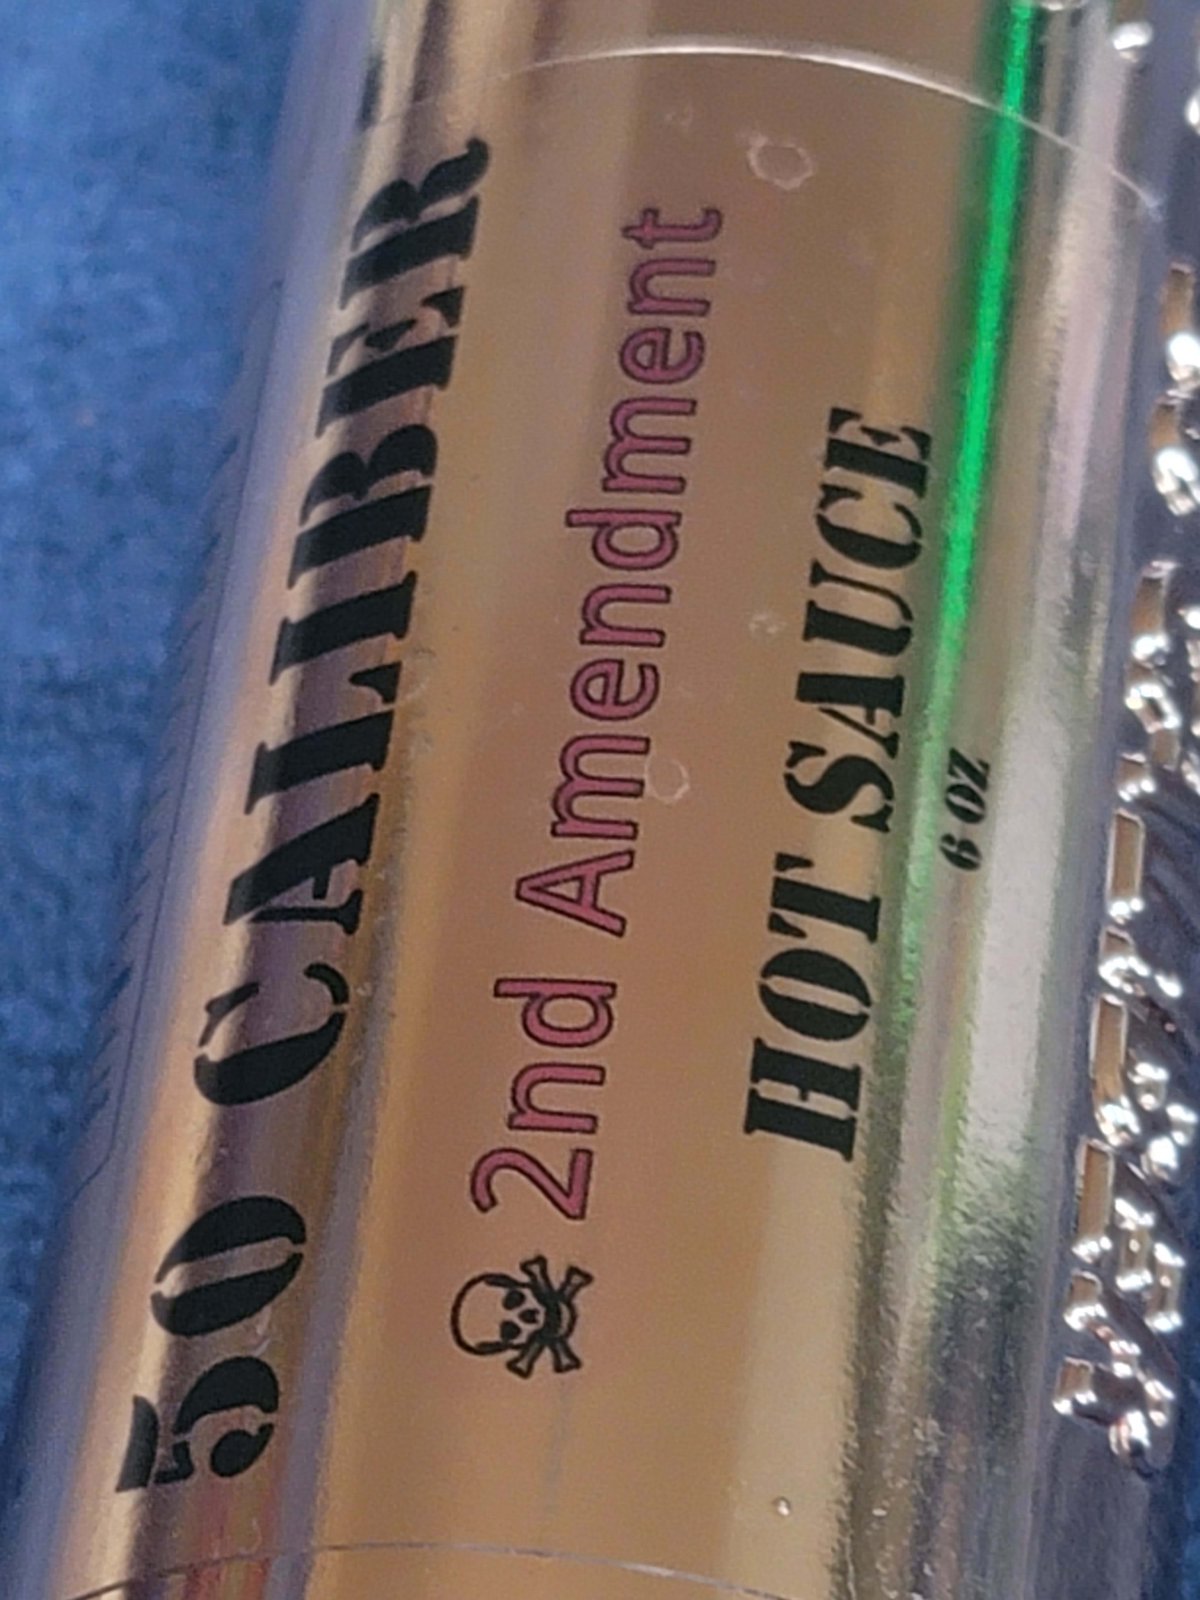 50 CALIBER
2nd Amendment
HOT SAUCE
6 OZ